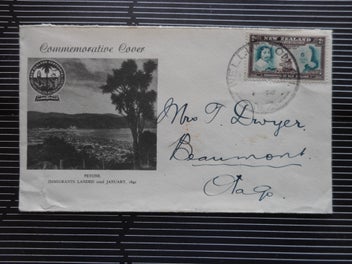 Commemorative Cover
NEW ZEALAND
PETONE
IMMIGRANTS LANDED 22nd JANUARY, 1840
Mrs T. Dwyer,
Beaumont
Otago.